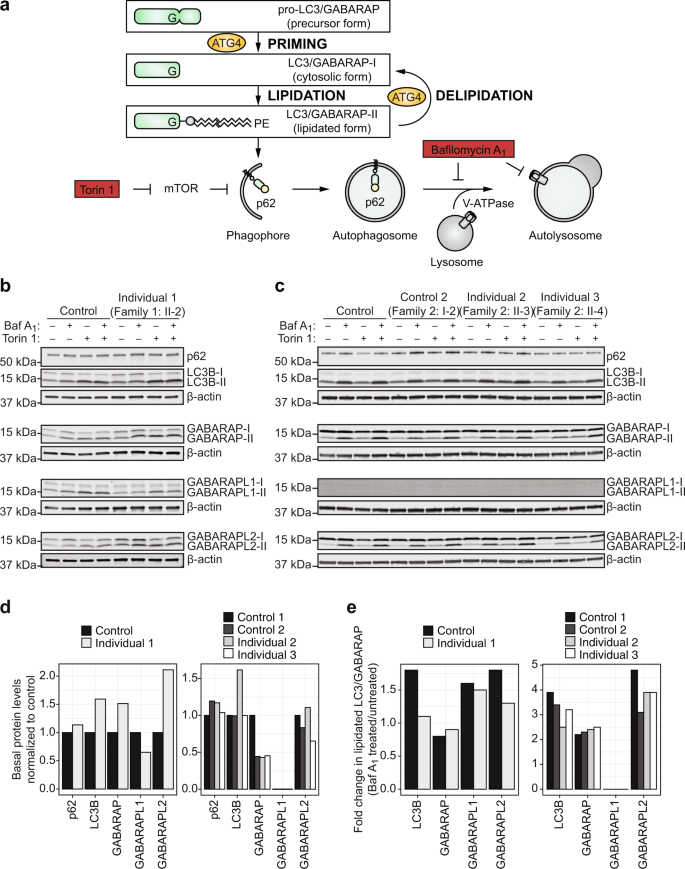 a
pro-LC3/GABARAP
(precursor form)
G
ATG4
PRIMING
LC3/GABARAP-I
(cytosolic form)
G
LIPIDATION
ATG4
DELIPIDATION
LC3/GABARAP-II
(lipidated form)
G
PE
Bafilomycin A1
Torin 1
mTOR
p62
p62
V-ATPase
Phagophore
Autophagosome
Lysosome
Autolysosome
b
Control
Individual 1
(Family 1: II-2)
Baf A1: – + – + – + – +
Torin 1: – – + + – – + +
50 kDa
p62
15 kDa
LC3B-I
LC3B-II
37 kDa
β-actin
15 kDa
GABARAP-I
GABARAP-II
37 kDa
β-actin
15 kDa
GABARAPL1-I
GABARAPL1-II
37 kDa
β-actin
15 kDa
GABARAPL2-I
GABARAPL2-II
37 kDa
β-actin
c
Control
Control 2
(Family 2: I-2)
Individual 2
(Family 2: II-3)
Individual 3
(Family 2: II-4)
Baf A1: – + – + – + – + – + – + – + – +
Torin 1: – – + + – – + + – – + + – – + +
50 kDa
p62
15 kDa
LC3B-I
LC3B-II
37 kDa
β-actin
15 kDa
GABARAP-I
GABARAP-II
37 kDa
β-actin
15 kDa
GABARAPL1-I
GABARAPL1-II
37 kDa
β-actin
15 kDa
GABARAPL2-I
GABARAPL2-II
37 kDa
β-actin
d
Control
Individual 1
Basal protein levels
normalized to control
2.0
1.5
1.0
0.5
0.0
p62
LC3B
GABARAP
GABARAPL1
GABARAPL2
Control 1
Control 2
Individual 2
Individual 3
1.5
1.0
0.5
0.0
p62
LC3B
GABARAP
GABARAPL1
GABARAPL2
e
Control
Individual 1
Fold change in lipidated LC3/GABARAP
(Baf A1 treated/untreated)
1.5
1.0
0.5
0.0
LC3B
GABARAP
GABARAPL1
GABARAPL2
Control 1
Control 2
Individual 2
Individual 3
5
4
3
2
1
0
LC3B
GABARAP
GABARAPL1
GABARAPL2